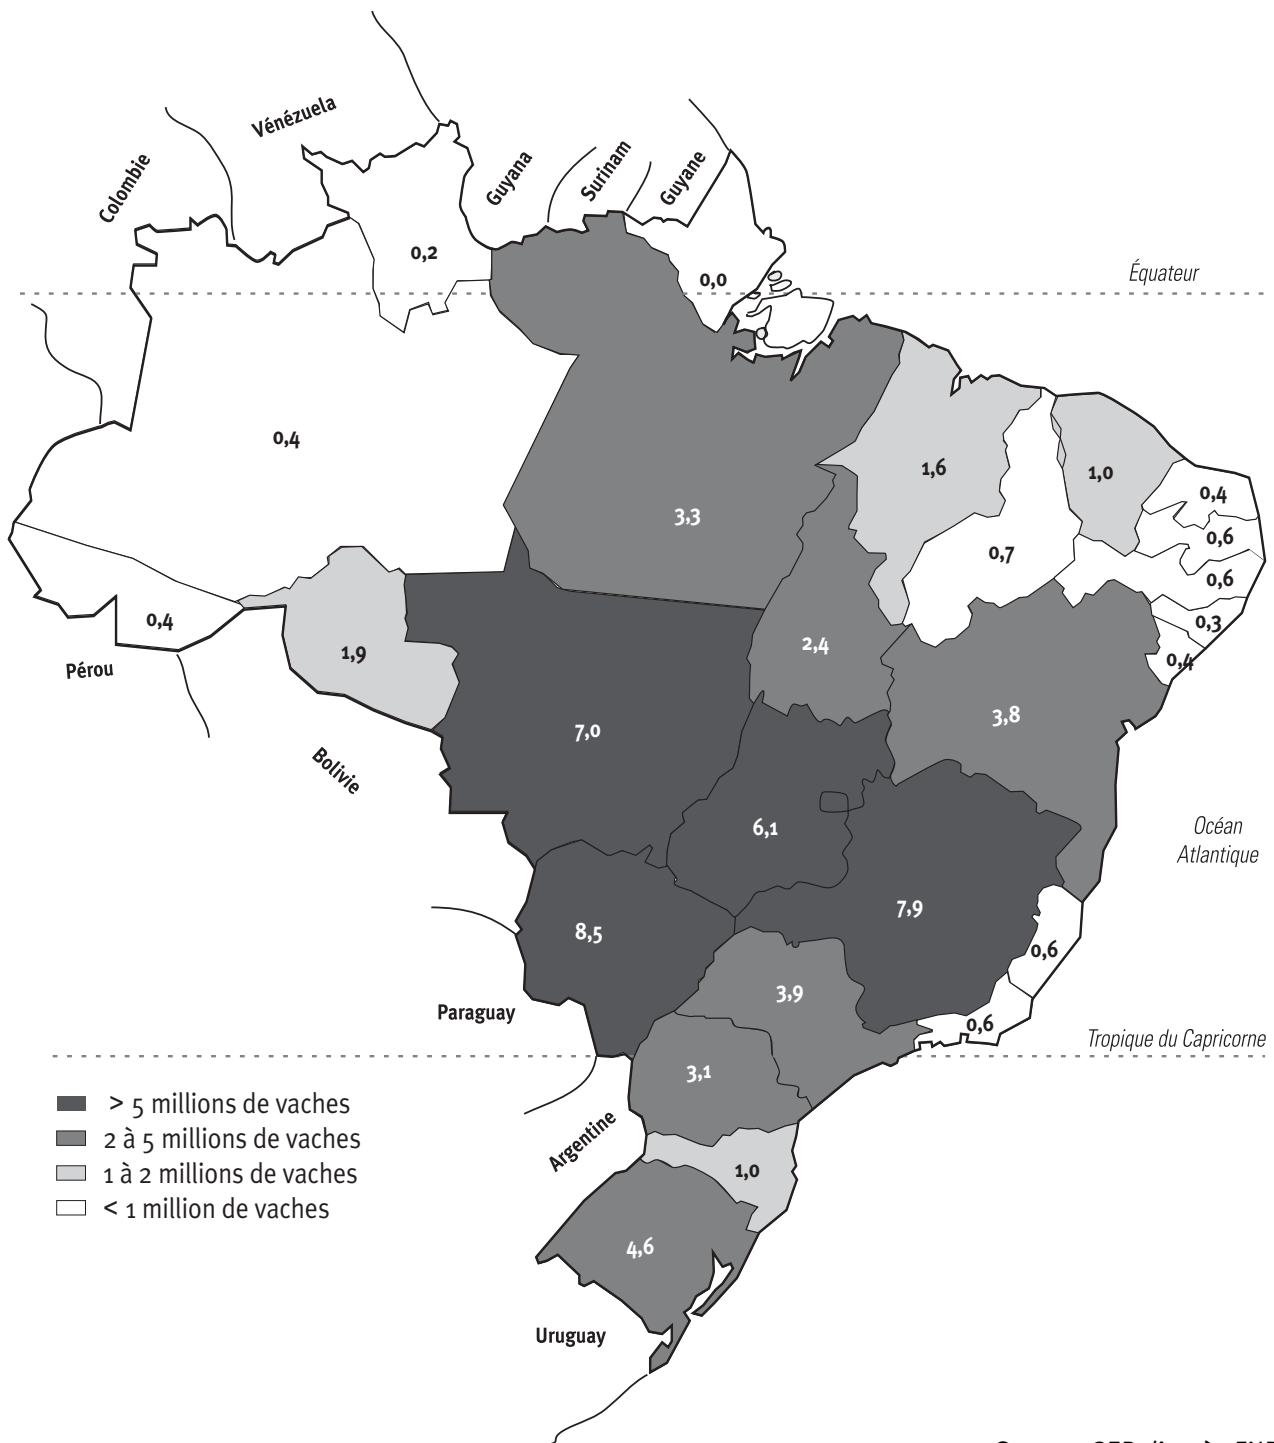 Vénézuela
Colombie
Guyana
Surinam
Guyane
0,2
0,0
Équateur
0,4
1,6
1,0
0,4
3,3
0,6
0,7
0,6
0,4
0,3
2,4
1,9
0,4
Pérou
3,8
7,0
Bolivie
6,1
Océan
Atlantique
7,9
8,5
0,6
3,9
Paraguay
0,6
Tropique du Capricorne
3,1
> 5 millions de vaches
2 à 5 millions de vaches
1 à 2 millions de vaches
< 1 million de vaches
Argentine
1,0
4,6
Uruguay